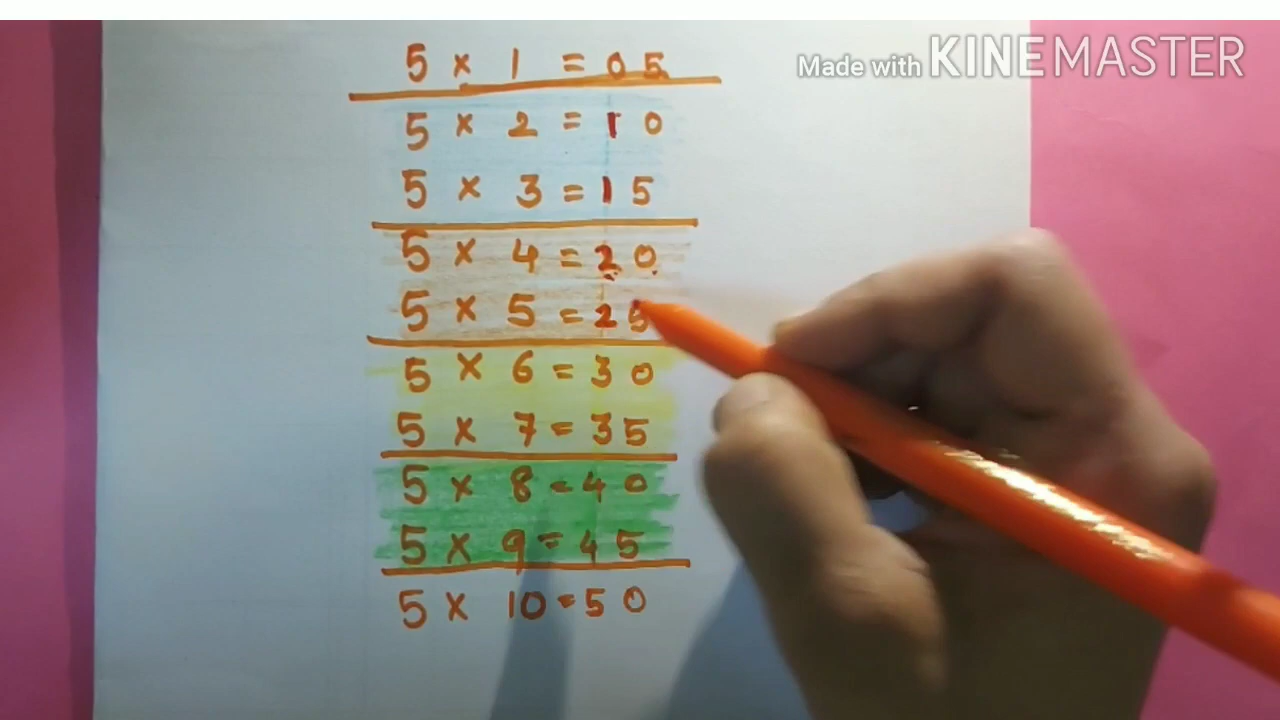 Made with KINEMASTER
5 × 1 = 05
5 × 2 = 10
5 × 3 = 15
5 × 4 = 20
5 × 5 = 25
5 × 6 = 30
5 × 7 = 35
5 × 8 = 40
5 × 9 = 45
5 × 10 = 50